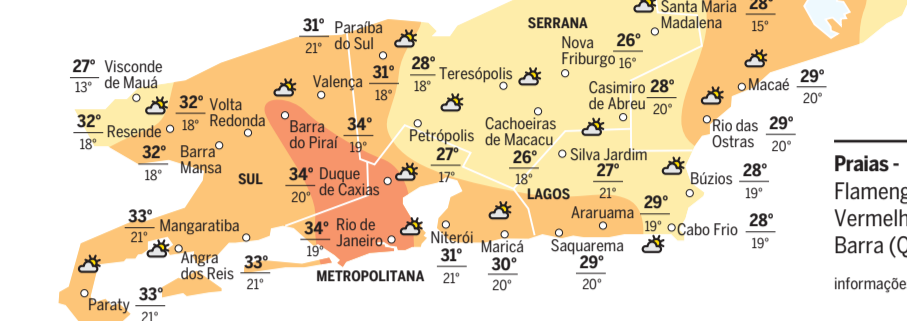 SERRANA
Santa Maria
Madalena
28°
15°
31°
21°
Paraíba
do Sul
Nova
Friburgo
26°
16°
27°
13°
Visconde
de Mauá
Valença
31°
18°
28°
18°
Teresópolis
Casimiro
de Abreu
28°
20°
Macaé
29°
20°
32°
18°
Resende
32°
18°
Volta
Redonda
Barra
do Piraí
34°
19°
Petrópolis
27°
17°
Cachoeiras
de Macacu
26°
18°
Rio das
Ostras
29°
20°
32°
18°
Barra
Mansa
Silva Jardim
27°
21°
SUL
34°
20°
Duque
de Caxias
LAGOS
Búzios
28°
19°
33°
21°
Mangaratiba
34°
19°
Rio de
Janeiro
Araruama
29°
19°
Cabo Frio
28°
19°
Niterói
31°
21°
Maricá
30°
20°
Saquarema
29°
20°
Angra
dos Reis
33°
21°
METROPOLITANA
Paraty
33°
21°
Praias -
Flameng
Vermelh
Barra (Q
informaçõe